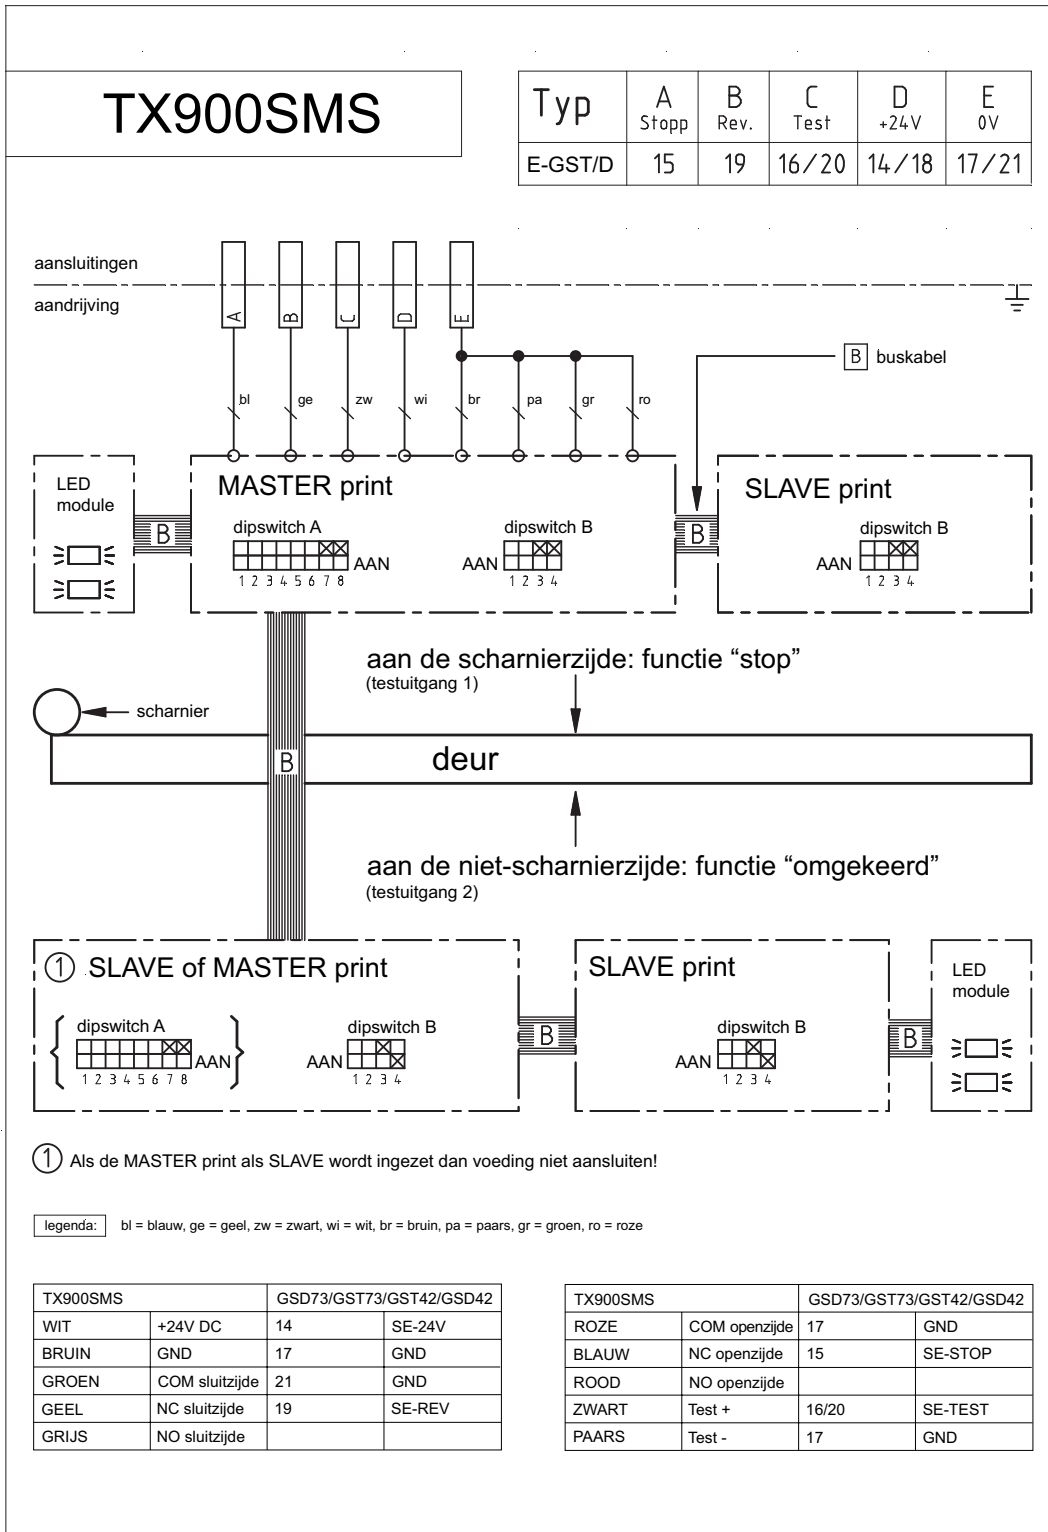 TX900SMS
Typ A B C D E
Stopp Rev. Test +24V 0V
E-GST/D 15 19 16/20 14/18 17/21
aansluitingen
aandrijving
A B C D E
B buskabel
bl ge zw wi br pa gr ro
LED
module
B
MASTER print
dipswitch A
AAN
1 2 3 4 5 6 7 8
dipswitch B
AAN
1 2 3 4
B
SLAVE print
dipswitch B
AAN
1 2 3 4
aan de scharnierzijde: functie “stop”
(testuitgang 1)
scharnier
B
deur
aan de niet-scharnierzijde: functie “omgekeerd”
(testuitgang 2)
1 SLAVE of MASTER print
dipswitch A
AAN
1 2 3 4 5 6 7 8
dipswitch B
AAN
1 2 3 4
B
SLAVE print
dipswitch B
AAN
1 2 3 4
B
LED
module
1 Als de MASTER print als SLAVE wordt ingezet dan voeding niet aansluiten!
legenda: bl = blauw, ge = geel, zw = zwart, wi = wit, br = bruin, pa = paars, gr = groen, ro = roze
TX900SMS GSD73/GST73/GST42/GSD42
WIT +24V DC 14 SE-24V
BRUIN GND 17 GND
GROEN COM sluitzijde 21 GND
GEEL NC sluitzijde 19 SE-REV
GRIJS NO sluitzijde
TX900SMS GSD73/GST73/GST42/GSD42
ROZE COM openzijde 17 GND
BLAUW NC openzijde 15 SE-STOP
ROOD NO openzijde
ZWART Test + 16/20 SE-TEST
PAARS Test - 17 GND